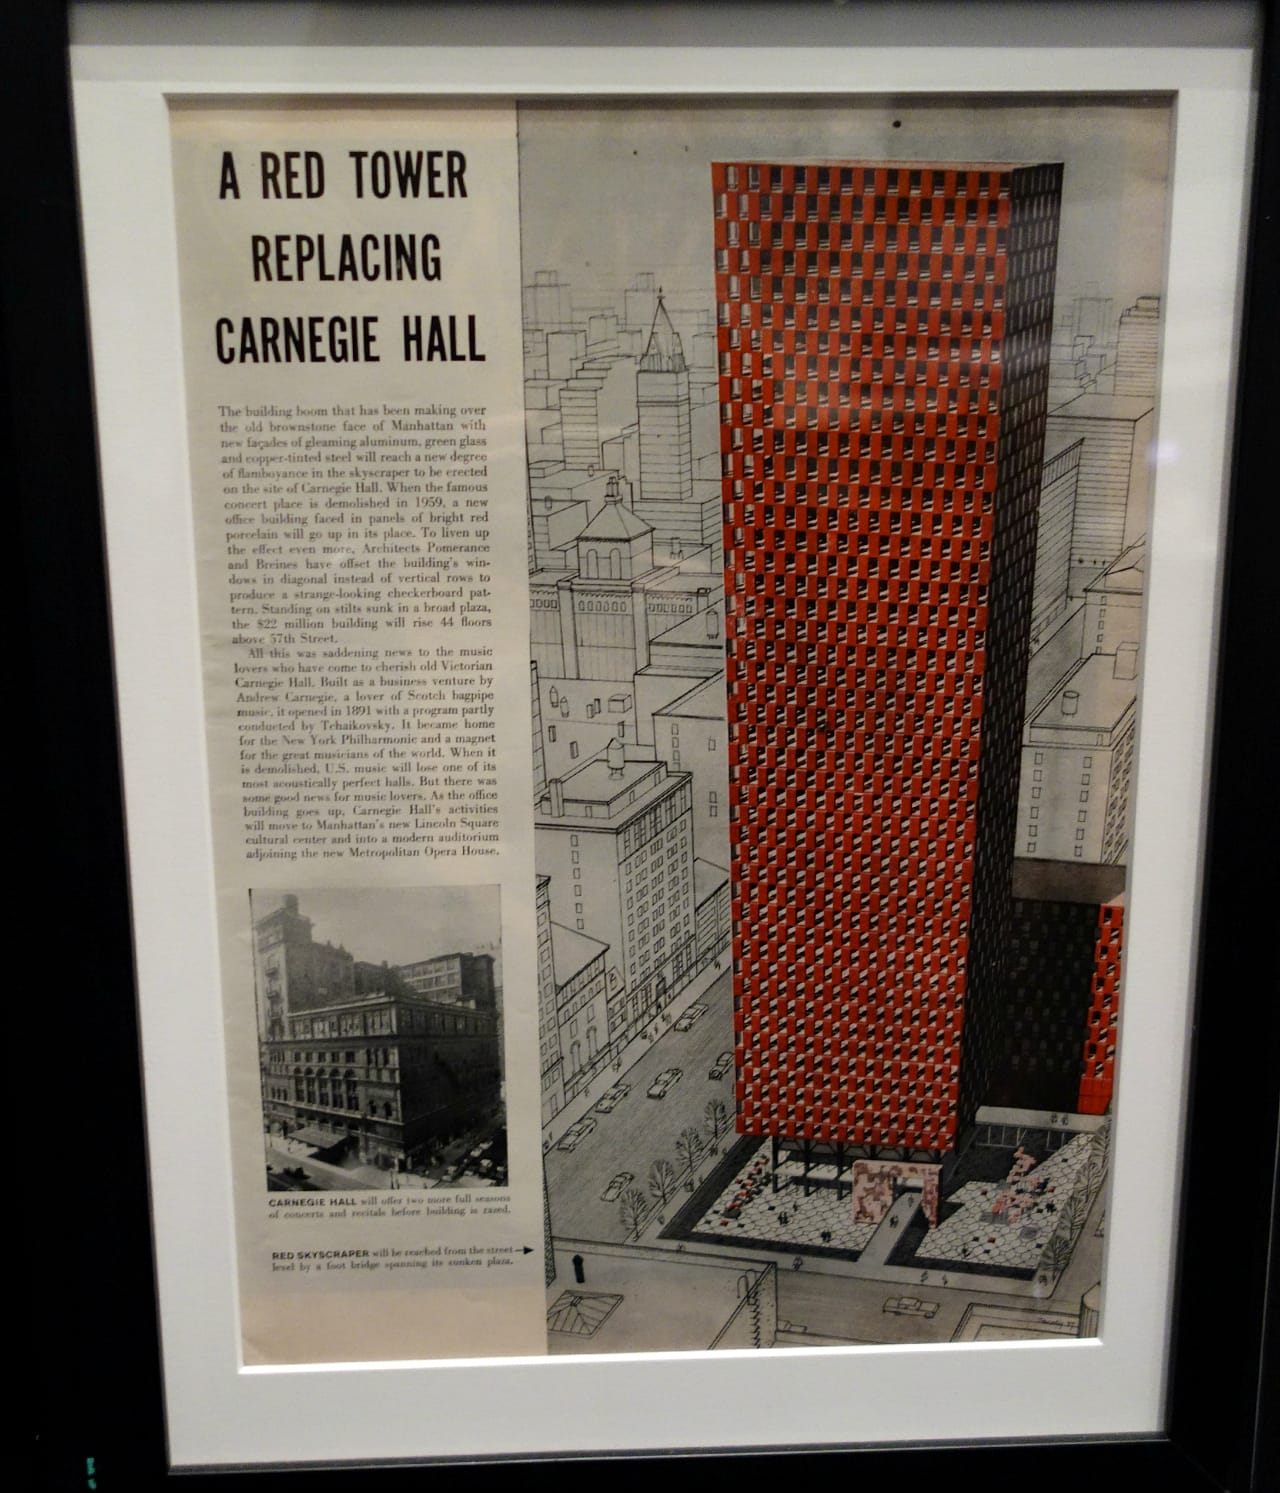 A RED TOWER
REPLACING
CARNEGIE HALL
The building boom that has been making over
the old brownstone face of Manhattan with
new façades of gleaming aluminum, green glass
and copper-tinted steel will reach a new degree
of flamboyance in the skyscraper to be erected
on the site of Carnegie Hall. When the famous
concert place is demolished in 1959, a new
office building faced in panels of bright red
porcelain will go up in its place. To liven up
the effect even more, Architects Pomerance
and Breines have offset the building's win-
dows in diagonal instead of vertical rows to
produce a strange-looking checkerboard pat-
tern. Standing on stilts sunk in a broad plaza,
the $22 million building will rise 44 floors
above 57th Street.
All this was saddening news to the music
lovers who have come to cherish old Victorian
Carnegie Hall. Built as a business venture by
Andrew Carnegie, a lover of Scotch bagpipe
music, it opened in 1891 with a program partly
conducted by Tchaikovsky. It became home
for the New York Philharmonic and a magnet
for the great musicians of the world. When it
is demolished, U.S. music will lose one of its
most acoustically perfect halls. But there was
some good news for music lovers. As the office
building goes up, Carnegie Hall's activities
will move to Manhattan's new Lincoln Square
cultural center and into a modern auditorium
adjoining the new Metropolitan Opera House.
CARNEGIE HALL will offer two more full seasons
of concerts and recitals before building is razed.
RED SKYSCRAPER will be reached from the street
level by a foot bridge spanning its sunken plaza.